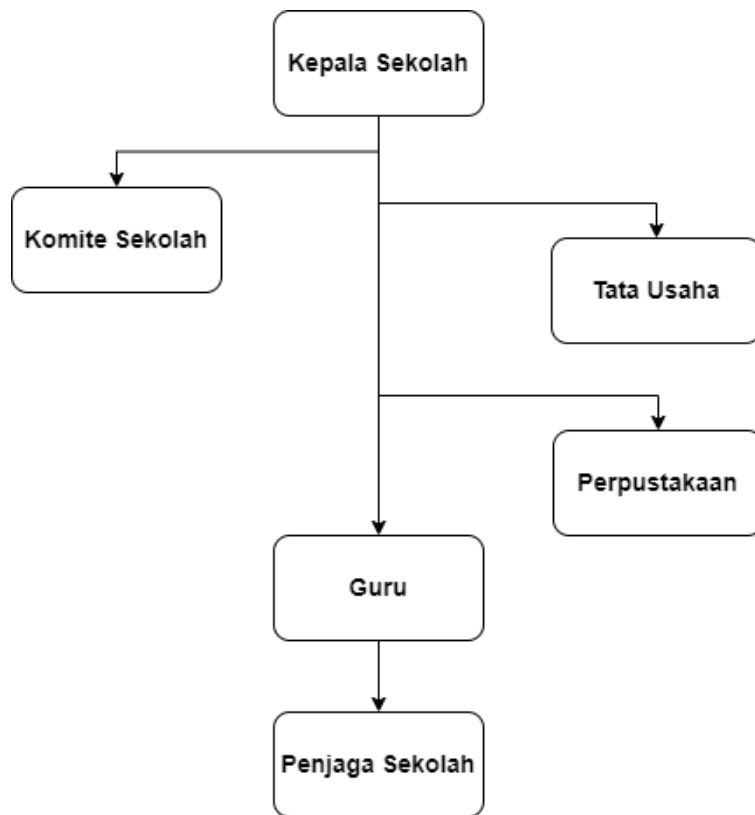 Kepala Sekolah
Komite Sekolah
Tata Usaha
Perpustakaan
Guru
Penjaga Sekolah